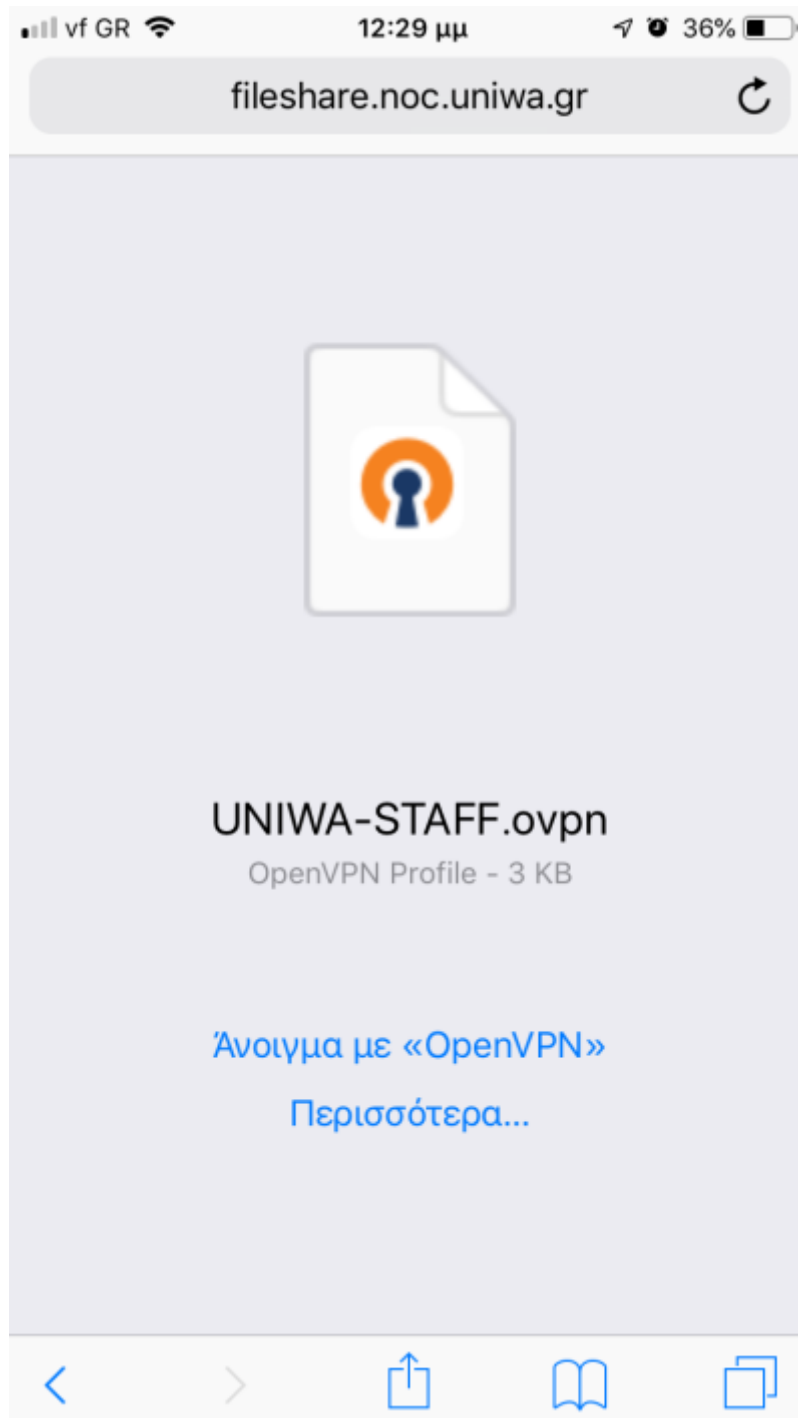 vf GR 12:29 μμ 36%
fileshare.noc.uniwa.gr
UNIWA-STAFF.ovpn
OpenVPN Profile - 3 KB
Άνοιγμα με «OpenVPN»
Περισσότερα...